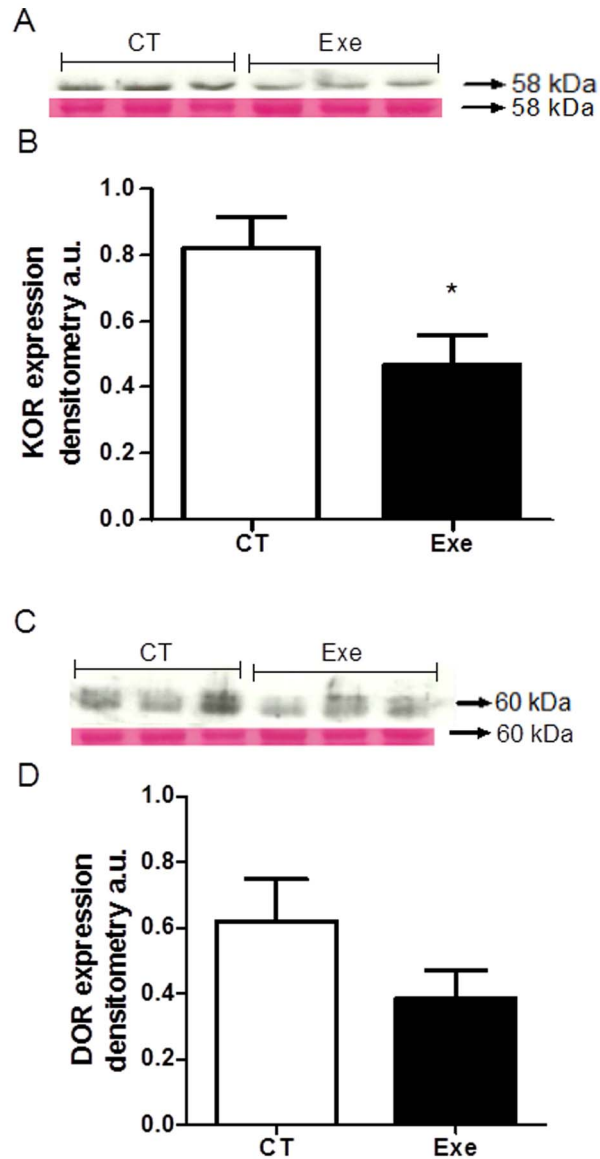 A
CT Exe
58 kDa
58 kDa
B
KOR expression
densitometry a.u.
1.0
0.8
0.6
0.4
0.2
0.0
*
CT Exe
C
CT Exe
60 kDa
60 kDa
D
DOR expression
densitometry a.u.
1.0
0.8
0.6
0.4
0.2
0.0
CT Exe